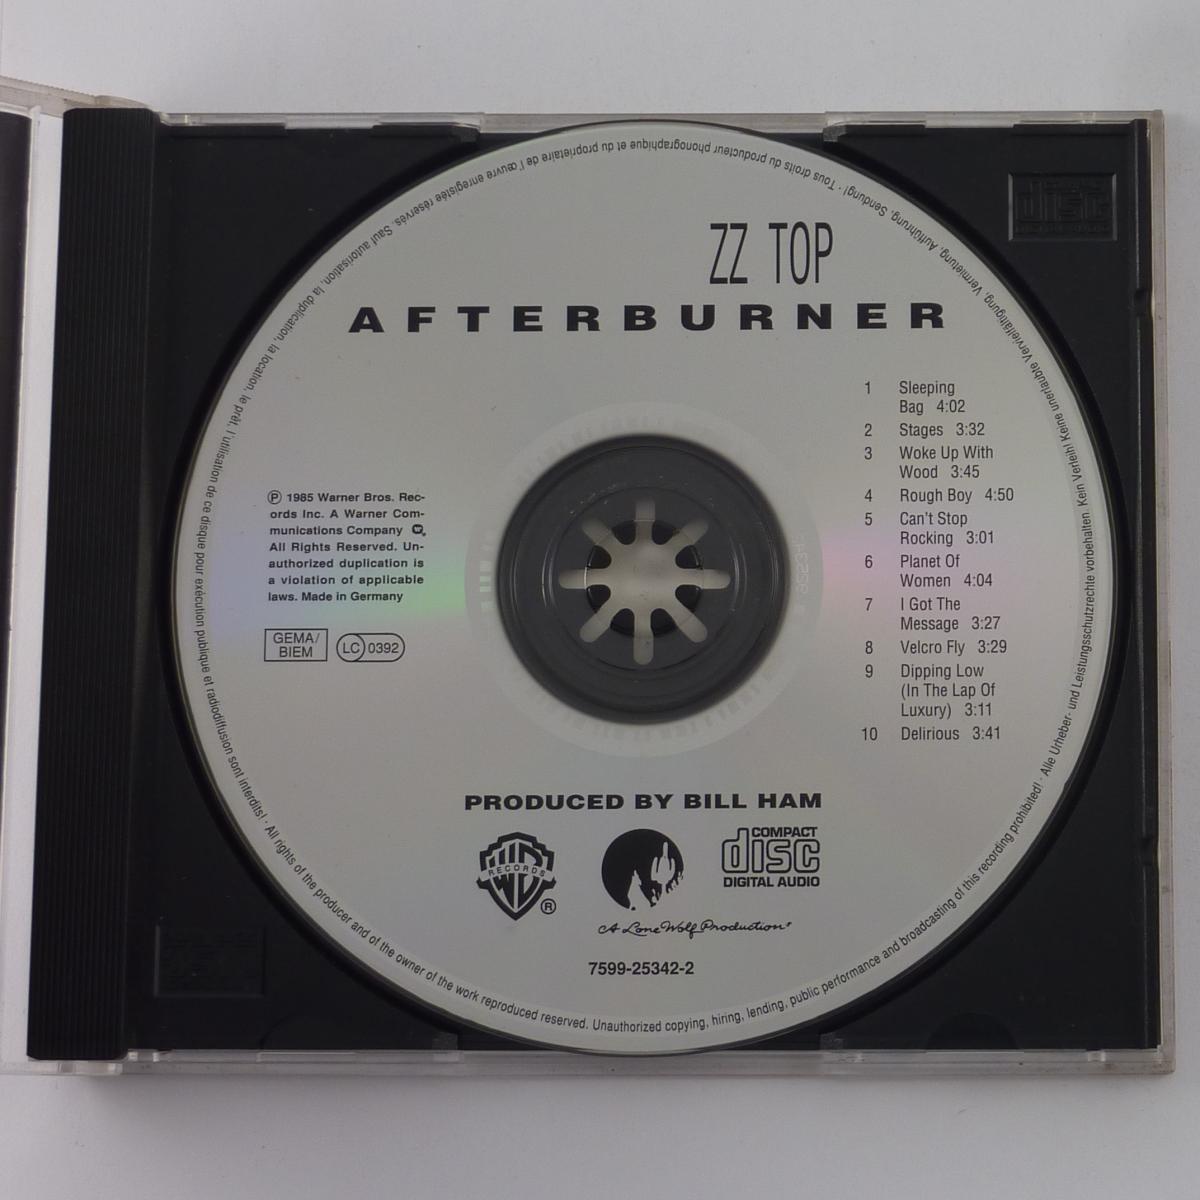 ZZ TOP
AFTERBURNER
1 Sleeping
Bag 4:02
2 Stages 3:32
3 Woke Up With
Wood 3:45
4 Rough Boy 4:50
5 Can't Stop
Rocking 3:01
6 Planet Of
Women 4:04
7 I Got The
Message 3:27
8 Velcro Fly 3:29
9 Dipping Low
(In The Lap Of
Luxury) 3:11
10 Delirious 3:41
℗ 1985 Warner Bros. Rec-
ords Inc. A Warner Com-
munications Company
All Rights Reserved. Un-
authorized duplication is
a violation of applicable
laws. Made in Germany
GEMA/
BIEM
LC 0392
PRODUCED BY BILL HAM
WB
RECORDS
®
A Lone Wolf Production
COMPACT
disc
DIGITAL AUDIO
7599-25342-2
All rights of the producer and of the owner of the work reproduced reserved. Unauthorized copying, hiring, lending, public performance and broadcasting of this recording prohibited! · Alle Urheber- und Leistungsschutzrechte vorbehalten. Kein Verleih! Keine unerlaubte Vervielfältigung, Vermietung, Aufführung, Sendung! · Tous droits du producteur phonographique et du propriétaire de l'œuvre enregistrée réservés. Sauf autorisation, la duplication, la location, le prêt, l'utilisation de ce disque pour exécution publique et radiodiffusion sont interdits! ·
COMPACT
disc
DIGITAL AUDIO